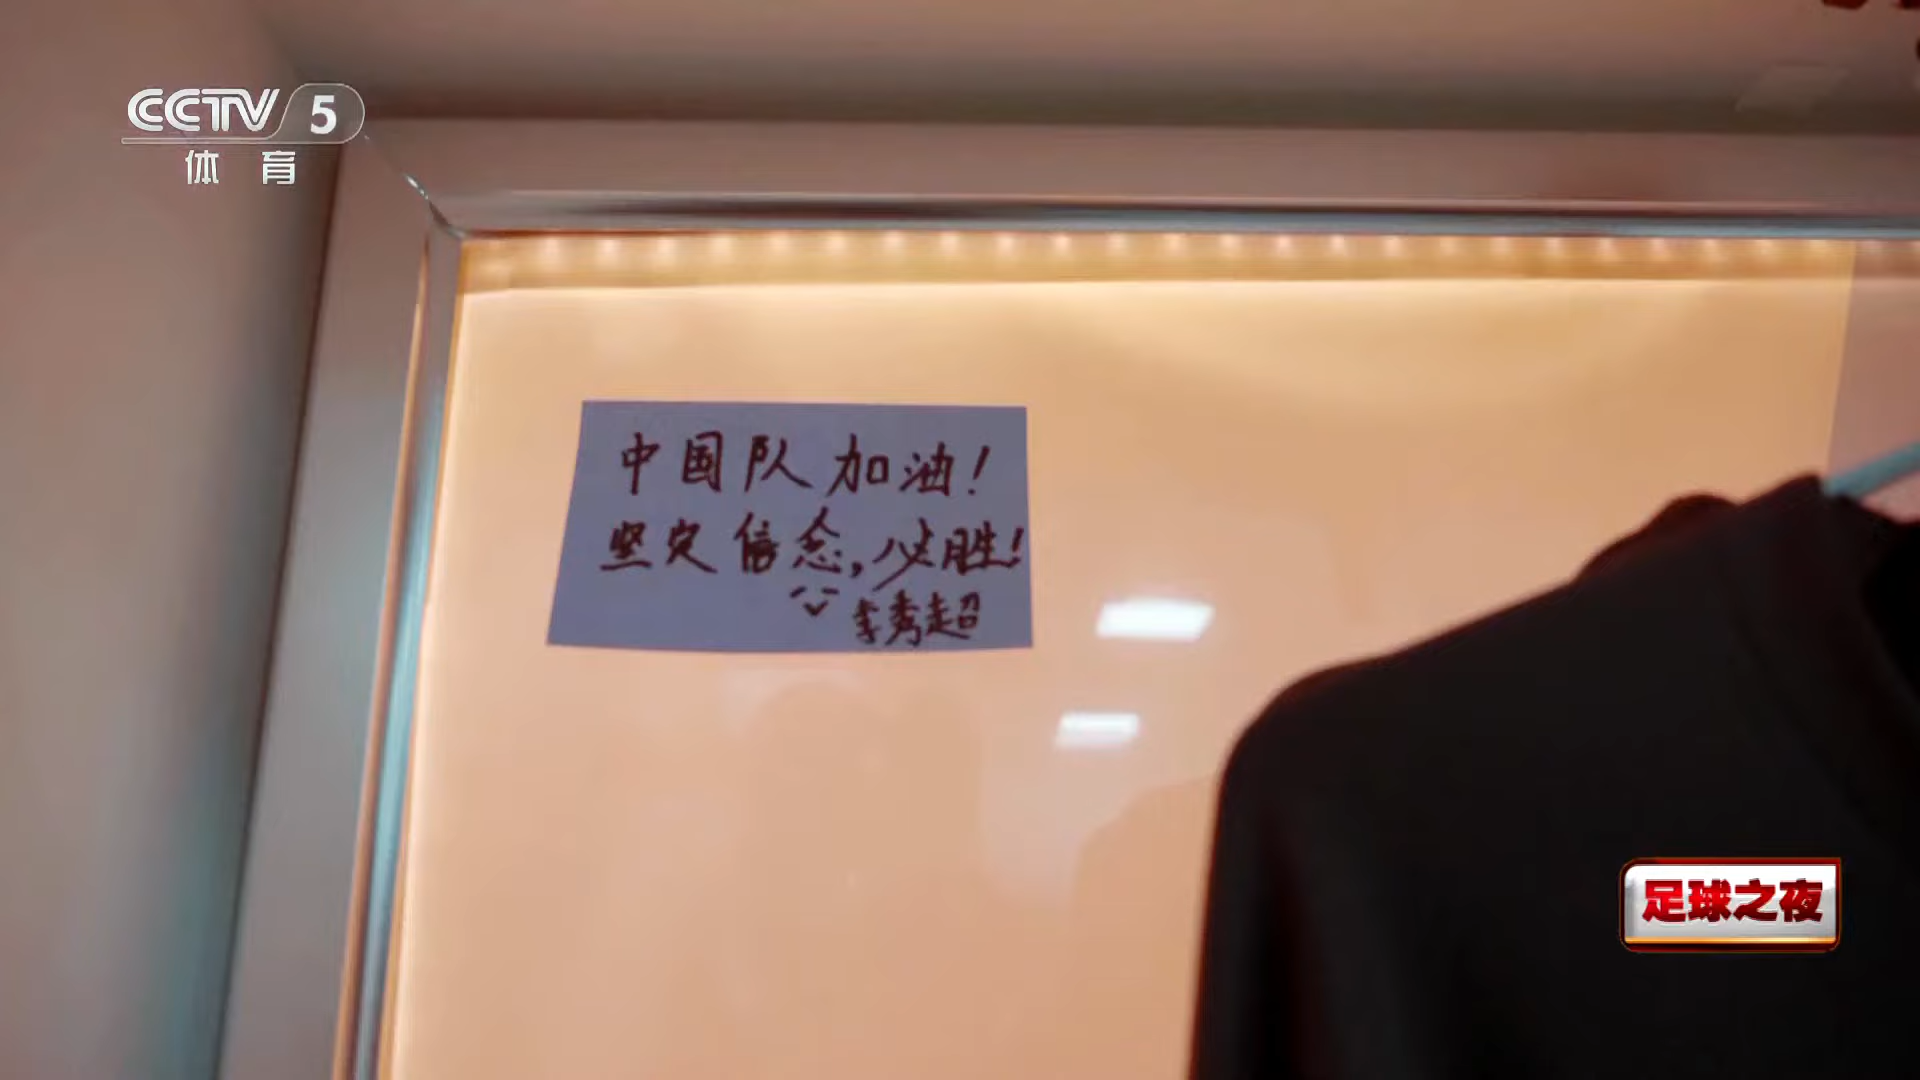 CCTV 5
体育
中国队加油!
坚定信念,必胜!
李秀超
足球之夜